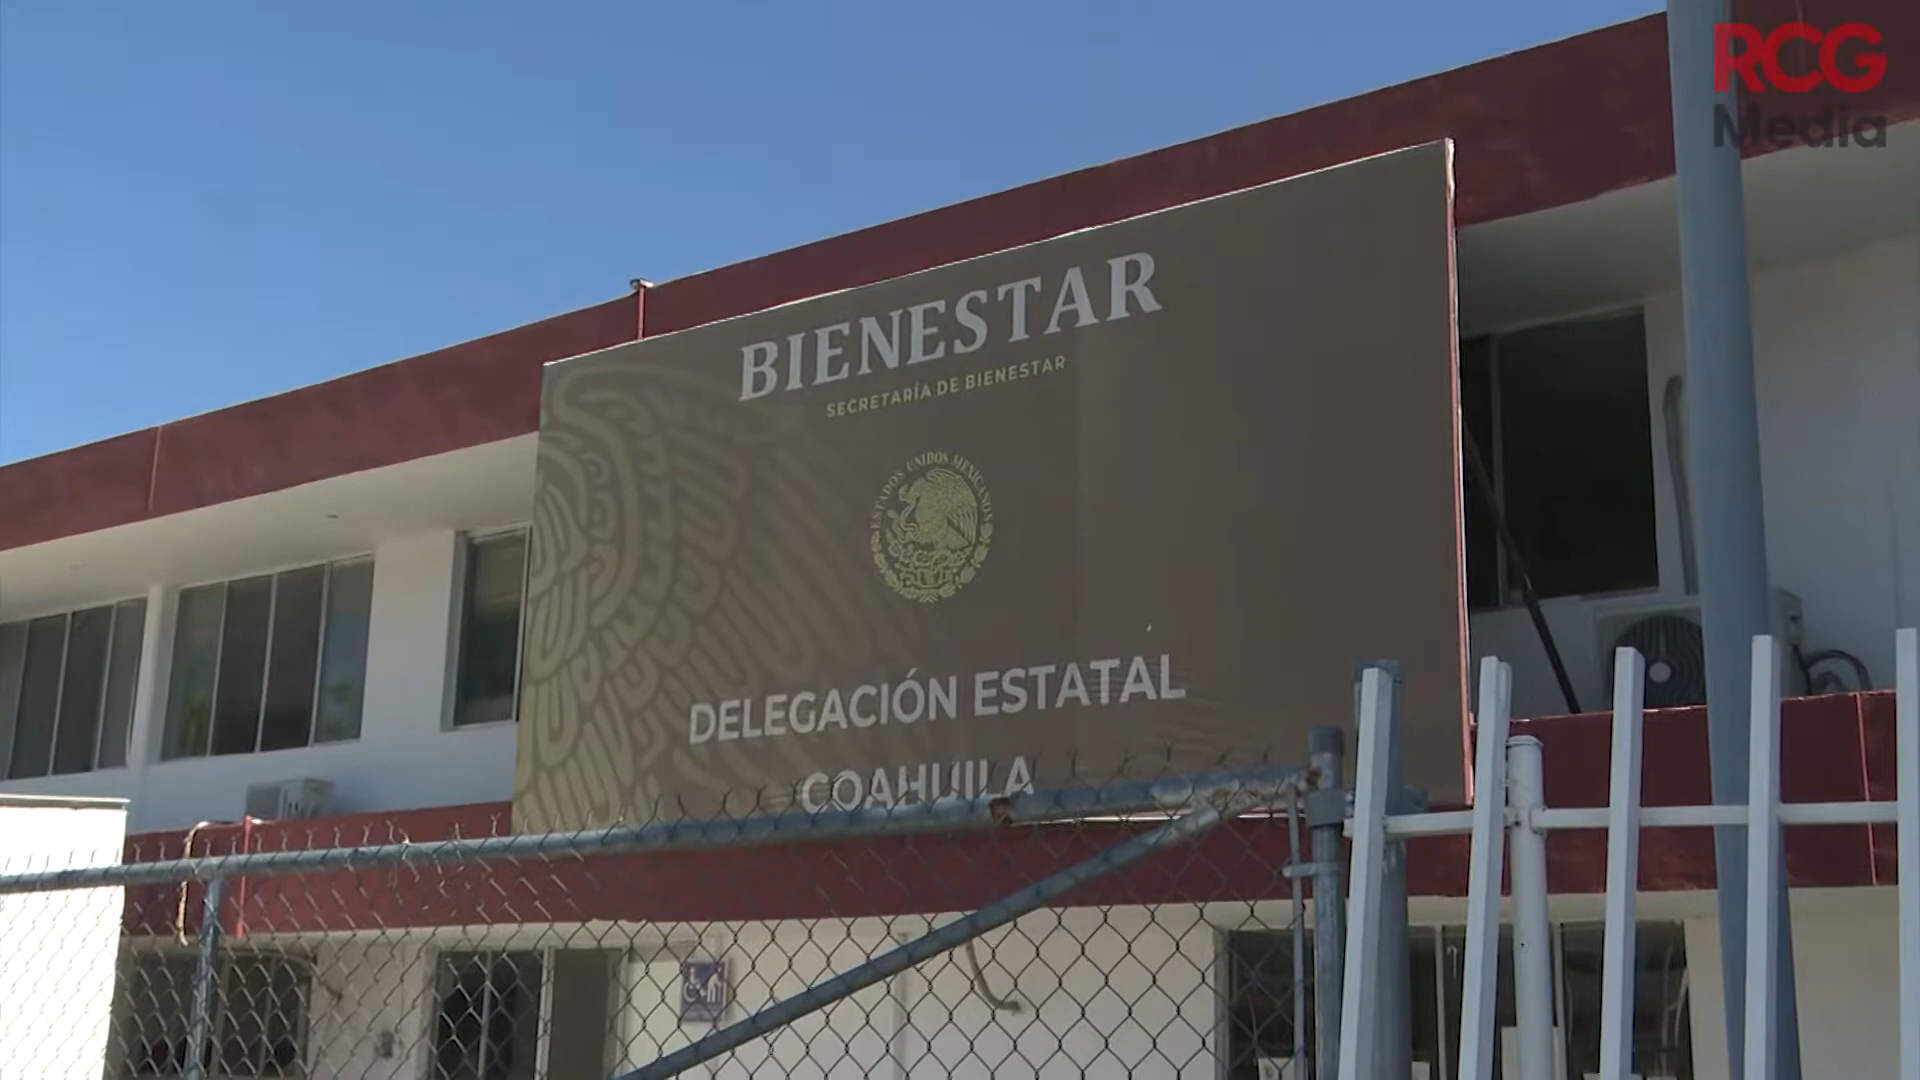 RCG
Media
BIENESTAR
SECRETARÍA DE BIENESTAR
ESTADOS UNIDOS MEXICANOS
DELEGACIÓN ESTATAL
COAHUILA